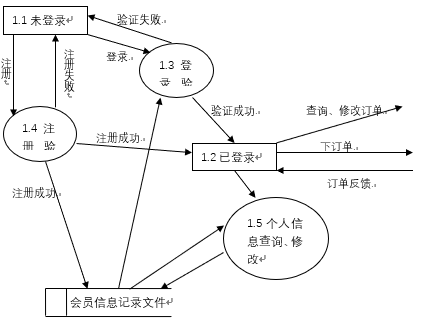 1.1 未登录
验证失败
登录
注册
注册失败
1.3 登
录 验
1.4 注
册 验
注册成功
验证成功
查询、修改订单
下订单
订单反馈
1.2 已登录
注册成功
1.5 个人信
息查询、修
改
会员信息记录文件